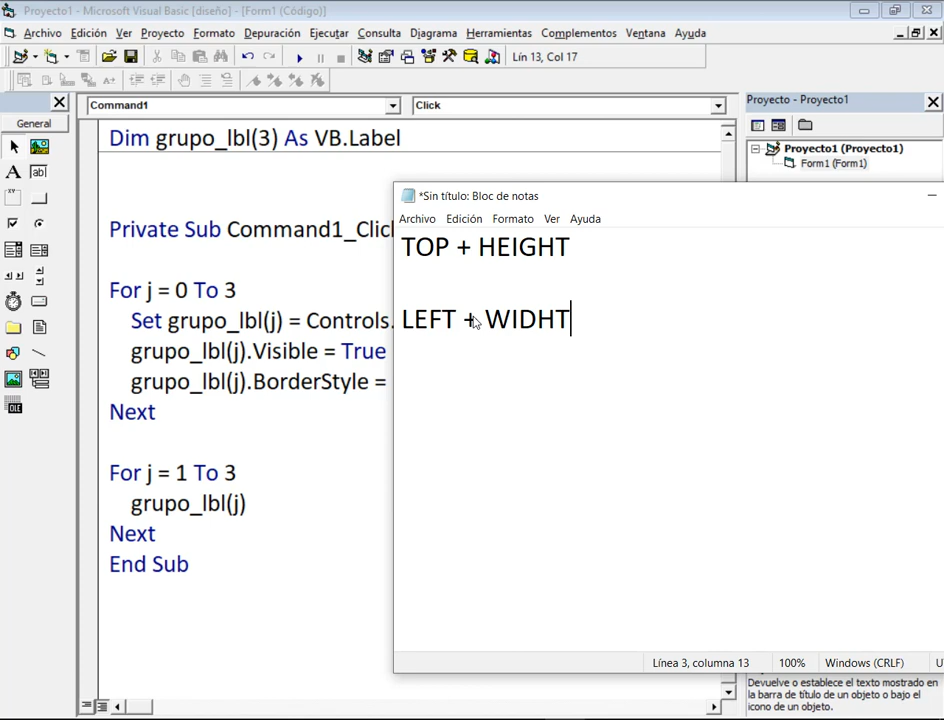 Proyecto1 - Microsoft Visual Basic [diseño] - [Form1 (Código)]
Archivo Edición Ver Proyecto Formato Depuración Ejecutar Consulta Diagrama Herramientas Complementos Ventana Ayuda
Lín 13, Col 17
General
Command1
Click
Dim grupo_lbl(3) As VB.Label
Private Sub Command1_Clic
For j = 0 To 3
Set grupo_lbl(j) = Controls.
grupo_lbl(j).Visible = True
grupo_lbl(j).BorderStyle =
Next
For j = 1 To 3
grupo_lbl(j)
Next
End Sub
Proyecto - Proyecto1
Proyecto1 (Proyecto1)
Form1 (Form1)
*Sin título: Bloc de notas
Archivo Edición Formato Ver Ayuda
TOP + HEIGHT
LEFT + WIDHT
Línea 3, columna 13 100% Windows (CRLF) U
Devuelve o establece el texto mostrado en
la barra de título de un objeto o bajo el
icono de un objeto.